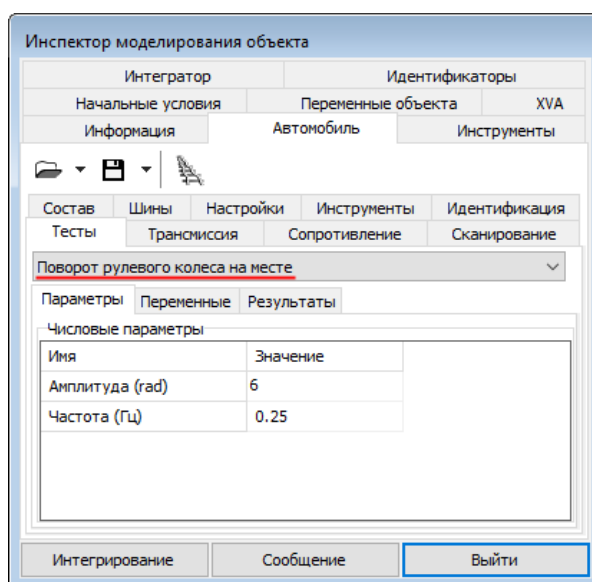 Инспектор моделирования объекта
Интегратор Идентификаторы
Начальные условия Переменные объекта XVA
Информация Автомобиль Инструменты
Состав Шины Настройки Инструменты Идентификация
Тесты Трансмиссия Сопротивление Сканирование
Поворот рулевого колеса на месте
Параметры Переменные Результаты
Числовые параметры
Имя Значение
Амплитуда (rad) 6
Частота (Гц) 0.25
Интегрирование Сообщение Выйти